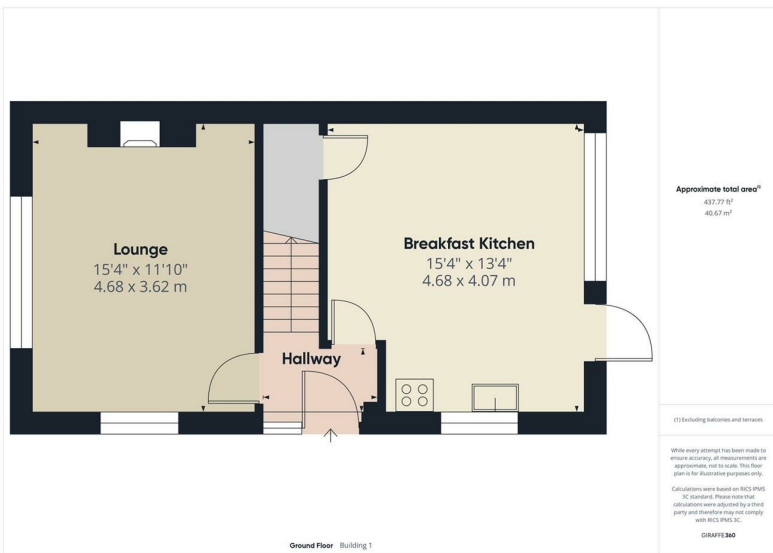 Lounge
15'4" x 11'10"
4.68 x 3.62 m
Breakfast Kitchen
15'4" x 13'4"
4.68 x 4.07 m
Hallway
Ground Floor Building 1
Approximate total area⁽¹⁾
437.77 ft²
40.67 m²
(1) Excluding balconies and terraces
While every attempt has been made to
ensure accuracy, all measurements are
approximate, not to scale. This floor
plan is for illustrative purposes only.
Calculations were based on RICS IPMS
3C standard. Please note that
calculations were adjusted by a third
party and therefore may not comply
with RICS IPMS 3C.
GIRAFFE360